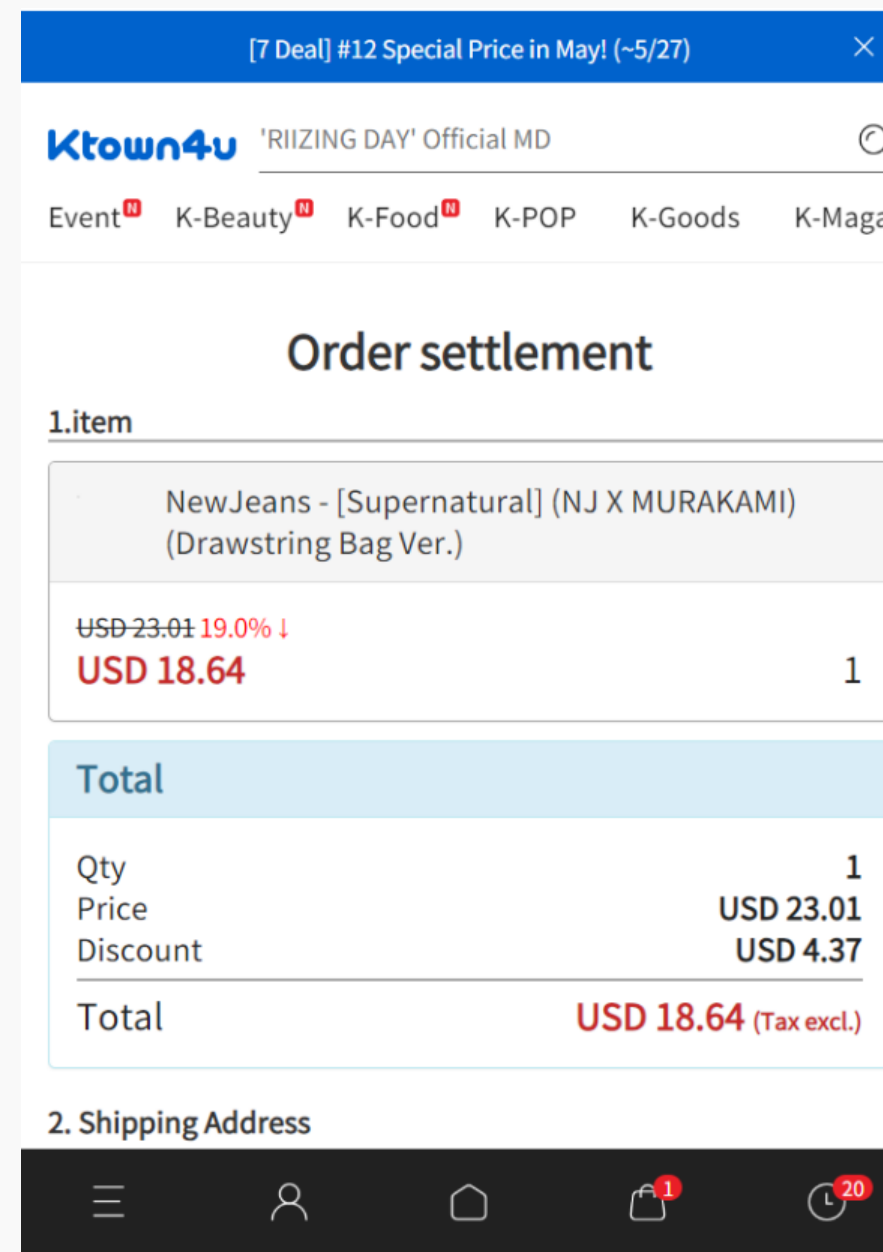 [7 Deal] #12 Special Price in May! (~5/27)
Ktown4u 'RIIZING DAY' Official MD
Event N K-Beauty N K-Food N K-POP K-Goods K-Maga
Order settlement
1.item
NewJeans - [Supernatural] (NJ X MURAKAMI)
(Drawstring Bag Ver.)
USD 23.01 19.0% ↓
USD 18.64 1
Total
Qty 1
Price USD 23.01
Discount USD 4.37
Total USD 18.64 (Tax excl.)
2. Shipping Address
1 20